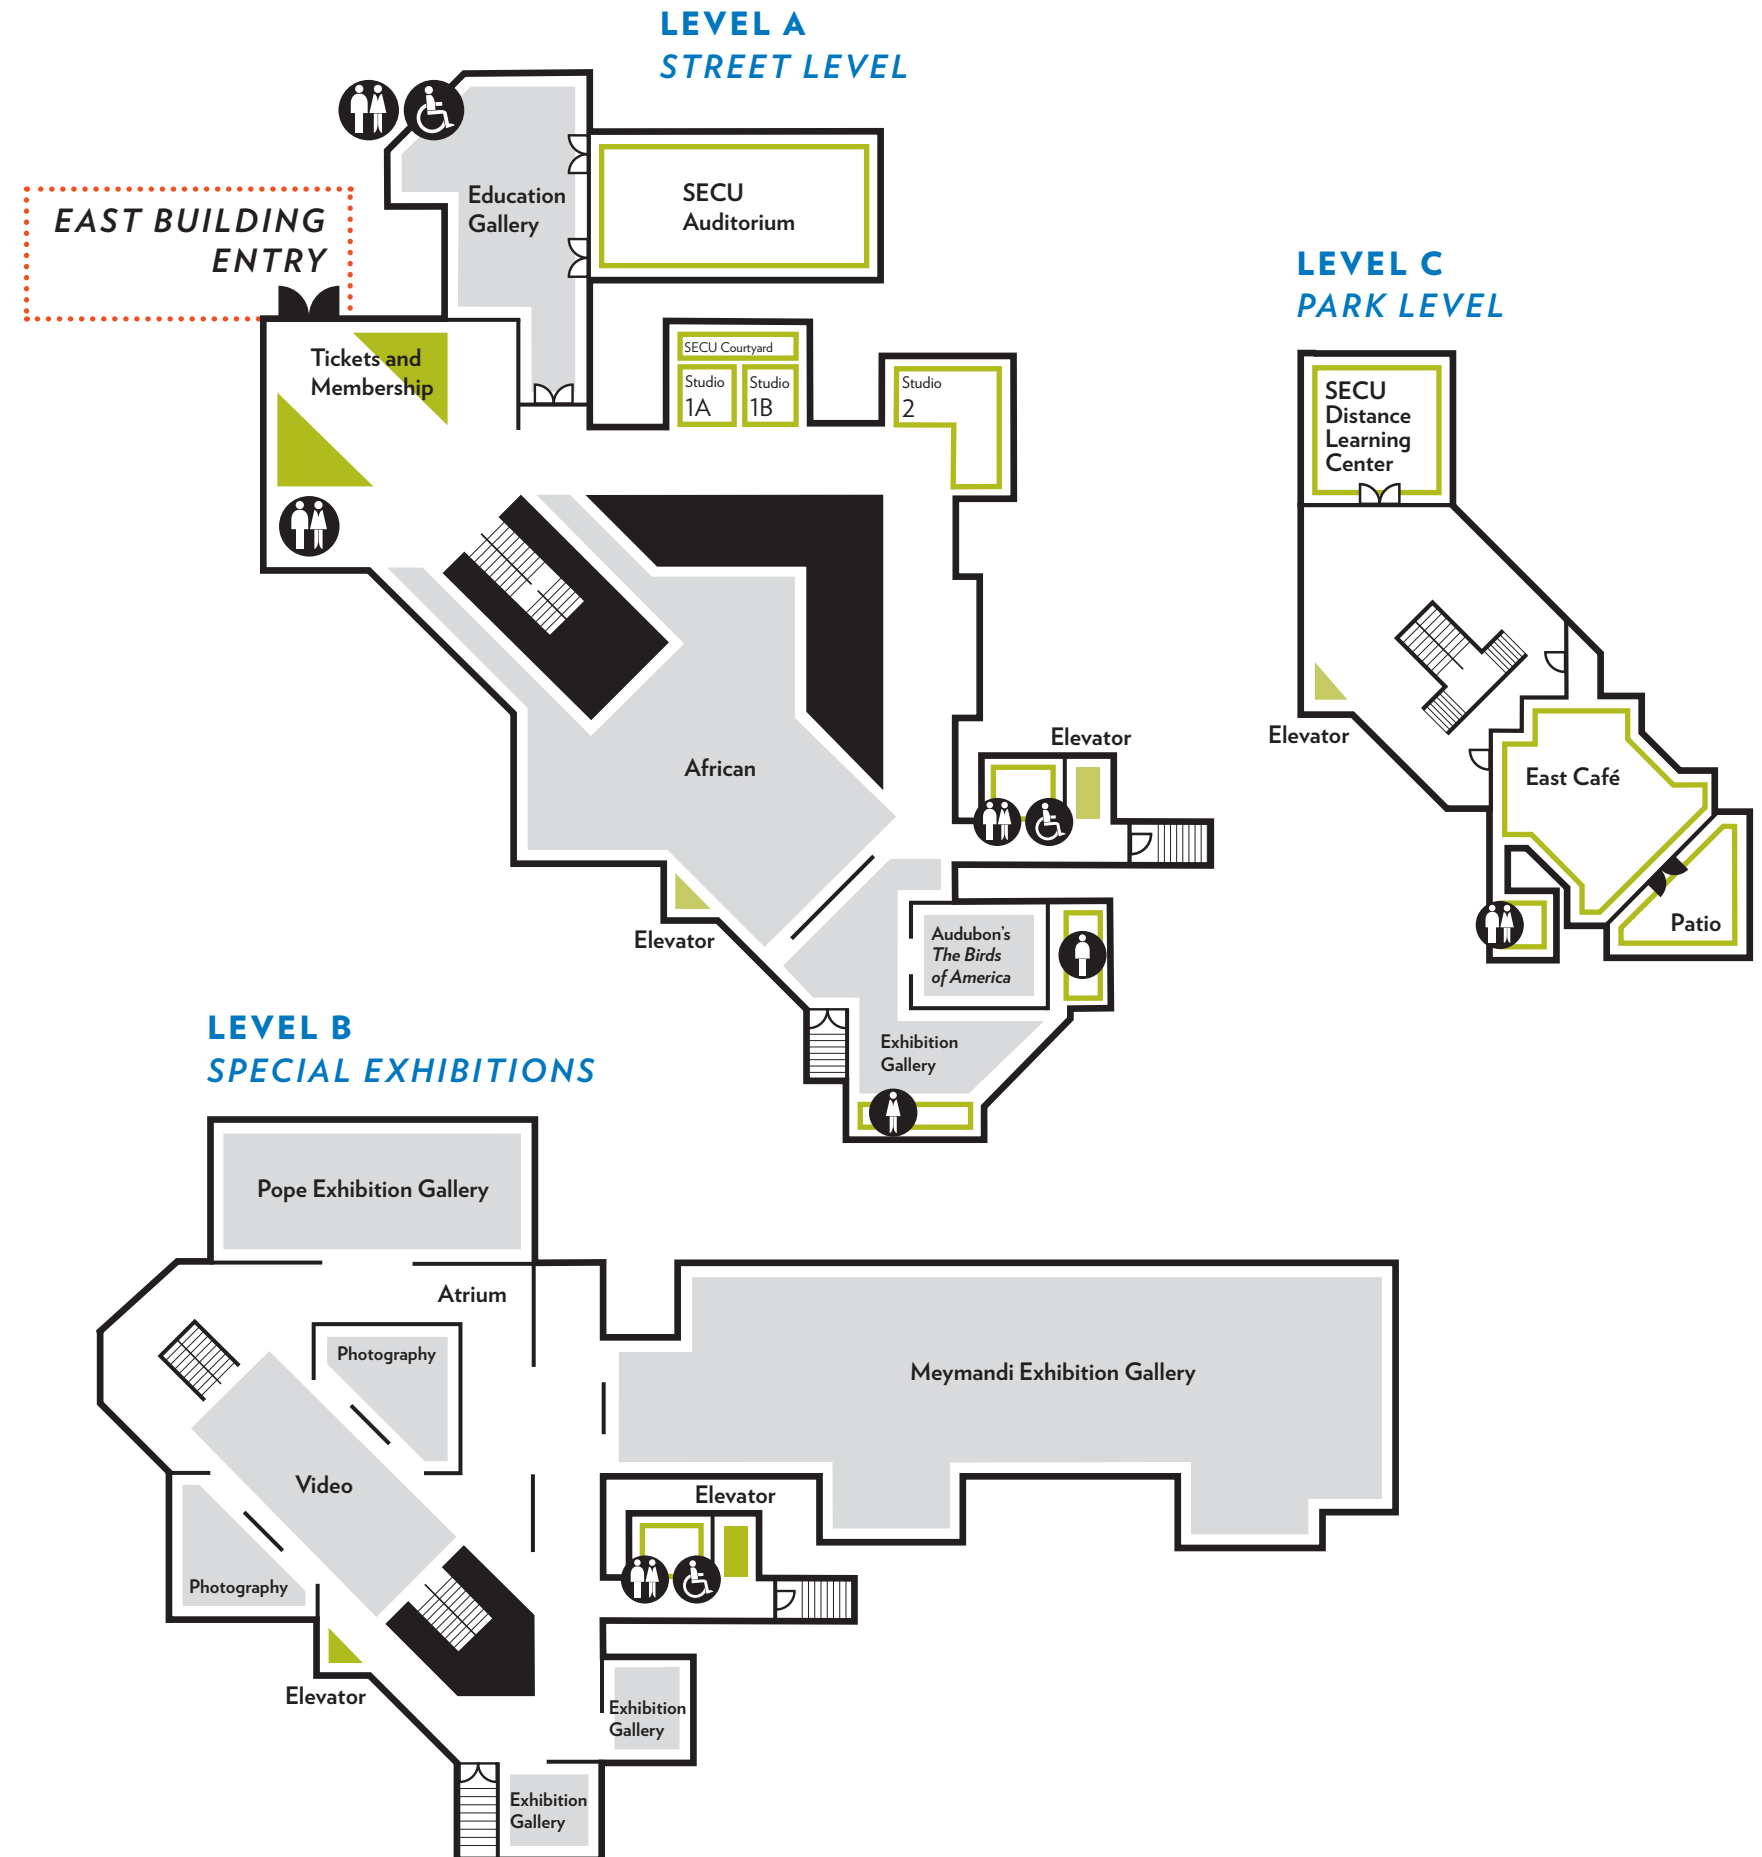 LEVEL A
STREET LEVEL
EAST BUILDING
ENTRY
Education
Gallery
SECU
Auditorium
Tickets and
Membership
SECU Courtyard
Studio
1A
Studio
1B
Studio
2
African
Elevator
Elevator
Audubon's
The Birds
of America
Exhibition
Gallery
LEVEL C
PARK LEVEL
SECU
Distance
Learning
Center
Elevator
East Café
Patio
LEVEL B
SPECIAL EXHIBITIONS
Pope Exhibition Gallery
Atrium
Photography
Meymandi Exhibition Gallery
Video
Elevator
Photography
Elevator
Exhibition
Gallery
Exhibition
Gallery